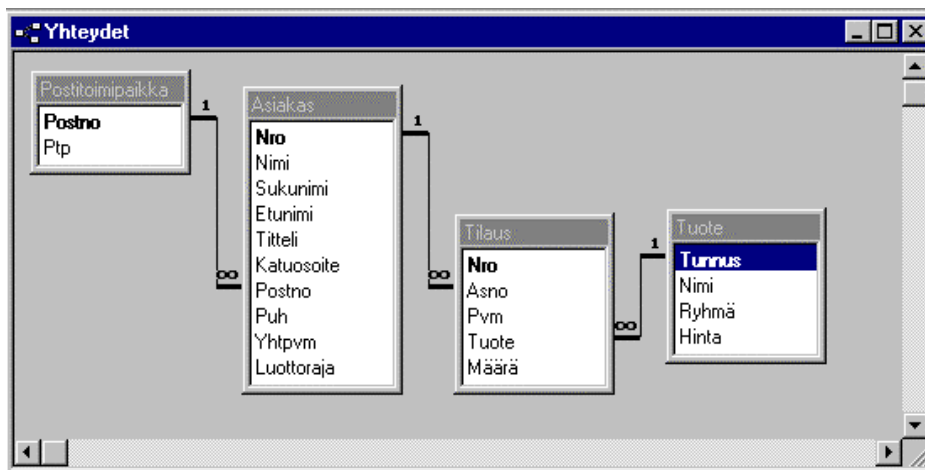 Yhteydet
Postitoimipaikka
Postno
Ptp
1
∞
Asiakas
Nro
Nimi
Sukunimi
Etunimi
Titteli
Katuosoite
Postno
Puh
Yhtpvm
Luottoraja
1
∞
Tilaus
Nro
Asno
Pvm
Tuote
Määrä
∞
1
Tuote
Tunnus
Nimi
Ryhmä
Hinta